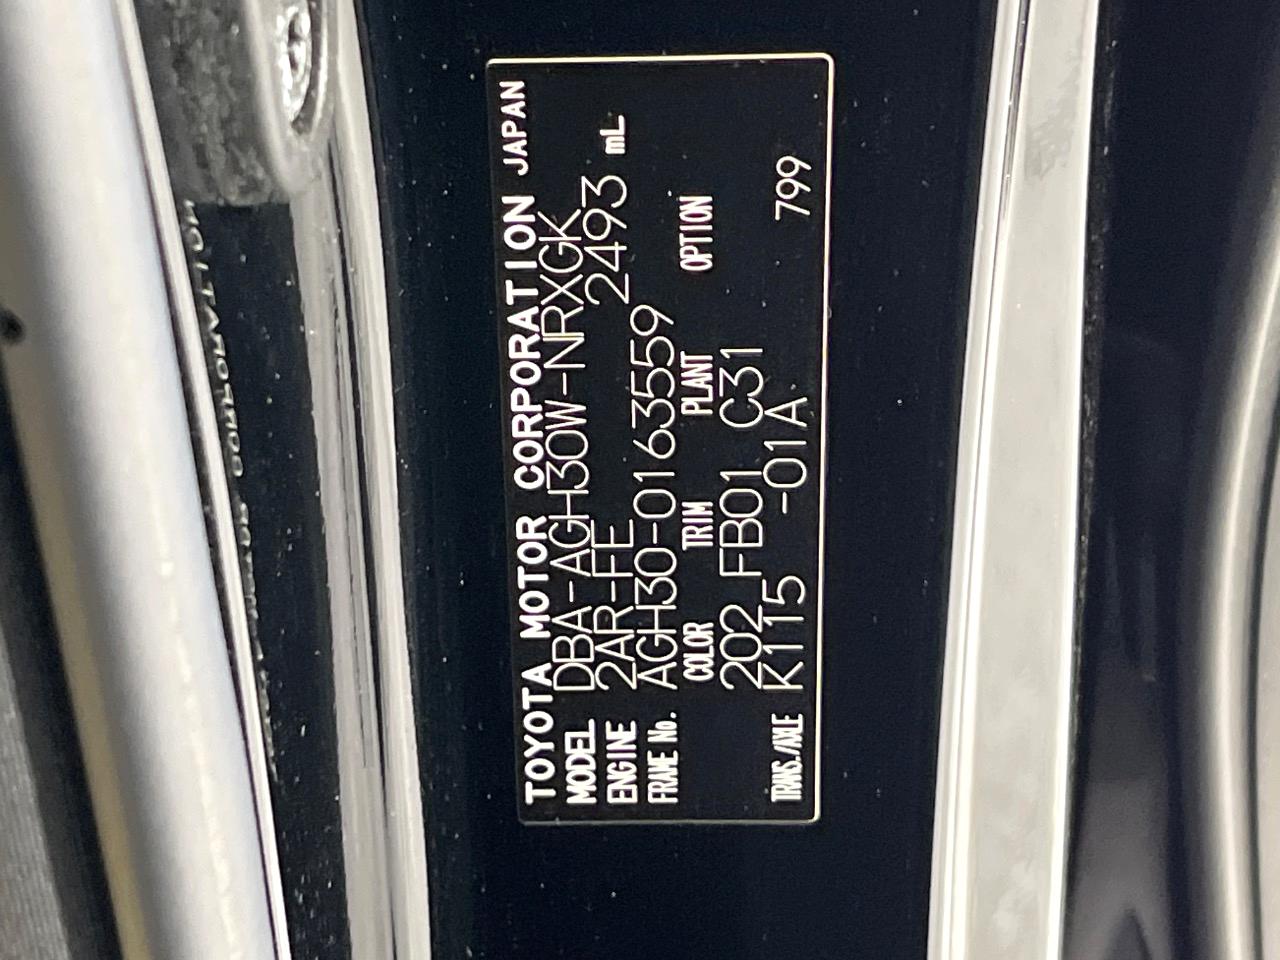 TOYOTA MOTOR CORPORATION JAPAN
MODEL DBA-AGH30W-NRXGK
ENGINE 2AR-FE 2493 mL
FRAME No. AGH30-0163559
COLOR TRIM PLANT OPTION
202 FB01 C31
TRANS./AXLE K115 -01A 799